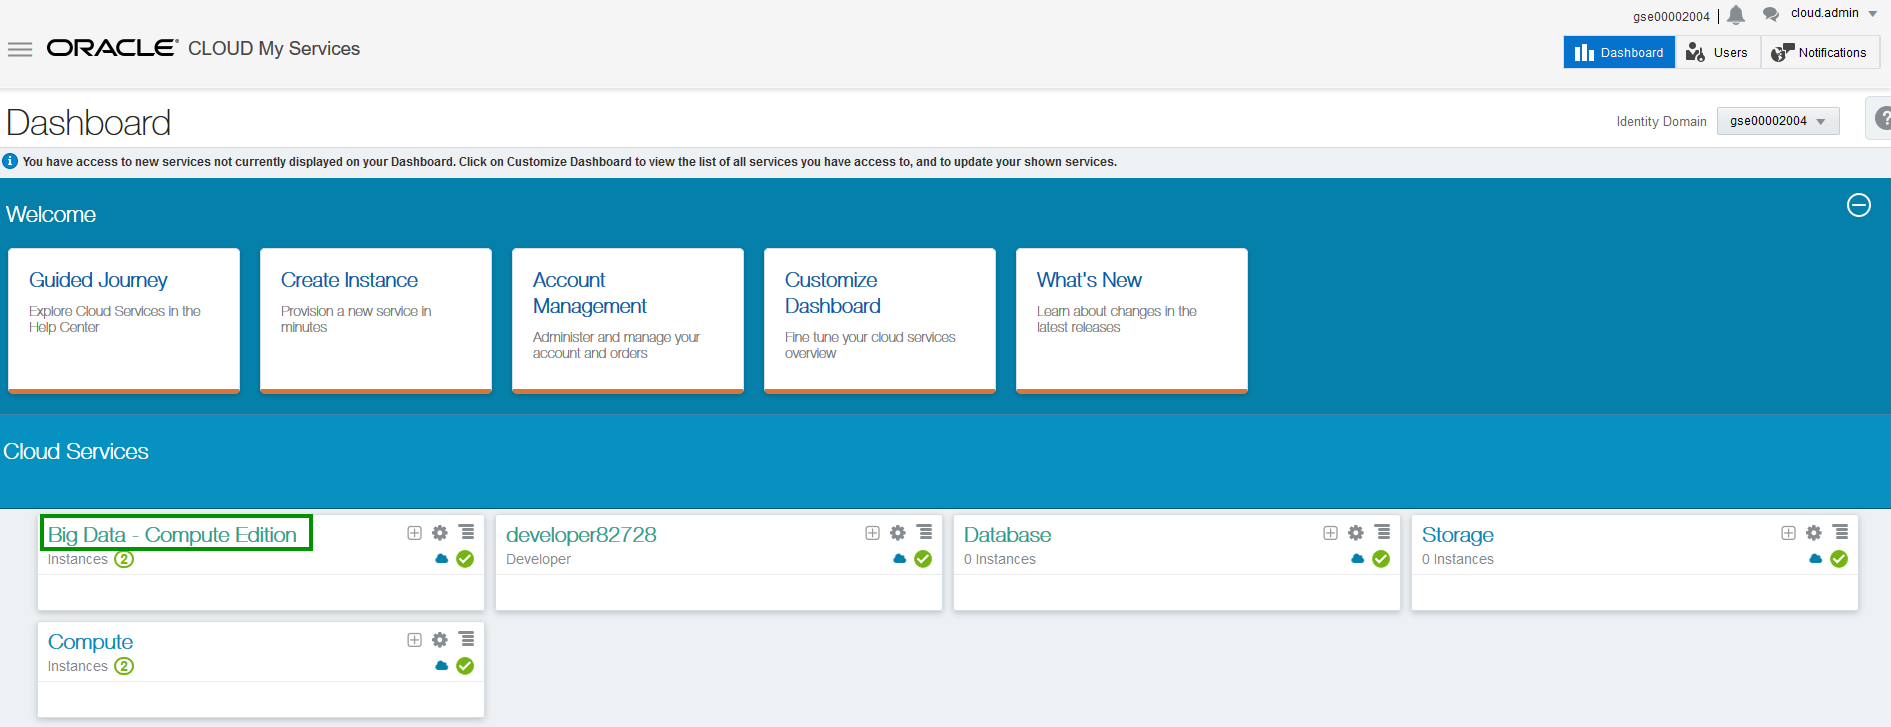 gse00002004
cloud.admin
ORACLE® CLOUD My Services
Dashboard
Users
Notifications
Dashboard
Identity Domain
gse00002004
?
You have access to new services not currently displayed on your Dashboard. Click on Customize Dashboard to view the list of all services you have access to, and to update your shown services.
Welcome
Guided Journey
Explore Cloud Services in the
Help Center
Create Instance
Provision a new service in
minutes
Account
Management
Administer and manage your
account and orders
Customize
Dashboard
Fine tune your cloud services
overview
What's New
Learn about changes in the
latest releases
Cloud Services
Big Data - Compute Edition
Instances 2
developer82728
Developer
Database
0 Instances
Storage
0 Instances
Compute
Instances 2